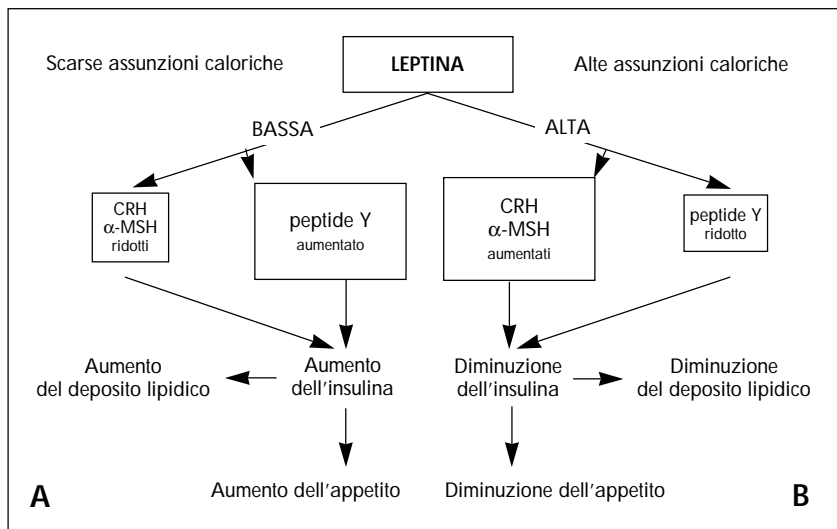 Scarse assunzioni caloriche
LEPTINA
Alte assunzioni caloriche
BASSA
ALTA
CRH
α-MSH
ridotti
peptide Y
aumentato
CRH
α-MSH
aumentati
peptide Y
ridotto
Aumento
del deposito lipidico
Aumento
dell'insulina
Diminuzione
dell'insulina
Diminuzione
del deposito lipidico
A
Aumento dell'appetito
Diminuzione dell'appetito
B